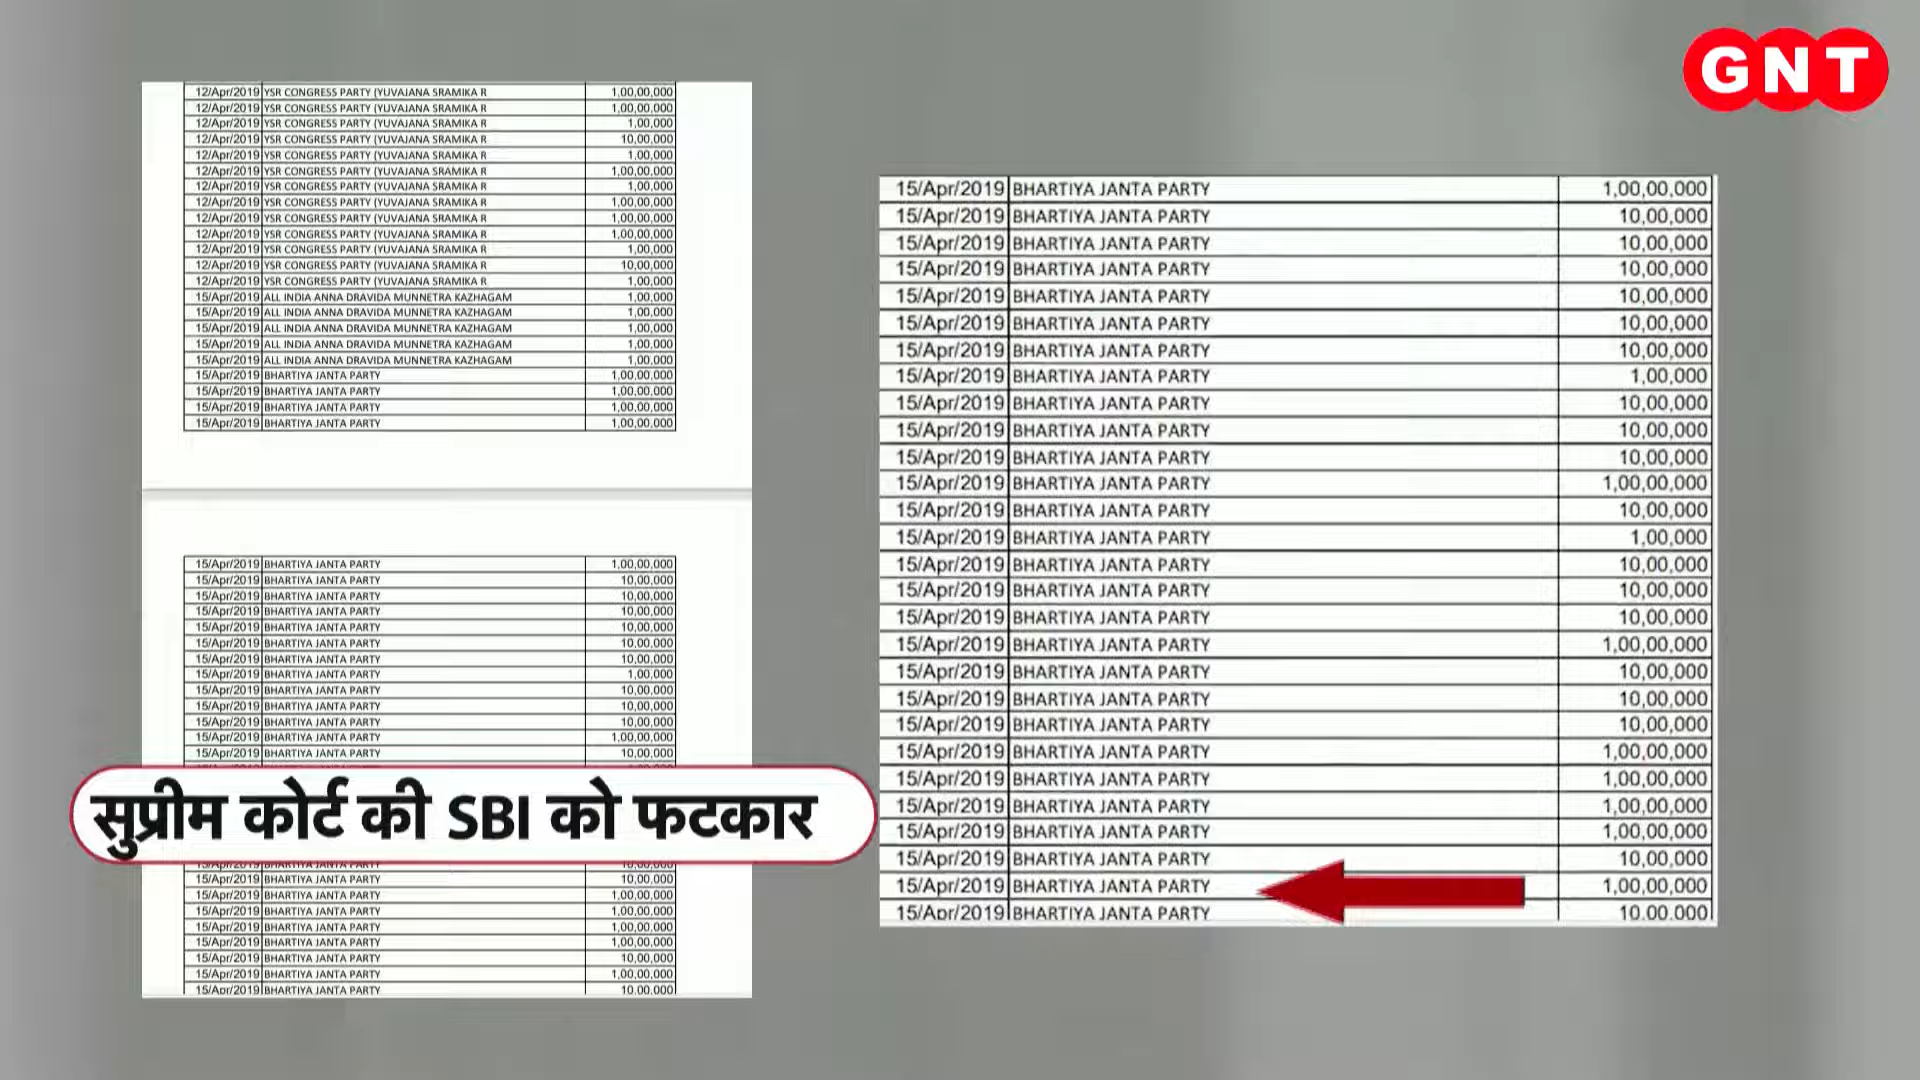 GNT
12/Apr/2019 YSR CONGRESS PARTY (YUVAJANA SRAMIKA R 1,00,00,000
12/Apr/2019 YSR CONGRESS PARTY (YUVAJANA SRAMIKA R 1,00,00,000
12/Apr/2019 YSR CONGRESS PARTY (YUVAJANA SRAMIKA R 1,00,000
12/Apr/2019 YSR CONGRESS PARTY (YUVAJANA SRAMIKA R 10,00,000
12/Apr/2019 YSR CONGRESS PARTY (YUVAJANA SRAMIKA R 1,00,000
12/Apr/2019 YSR CONGRESS PARTY (YUVAJANA SRAMIKA R 1,00,00,000
12/Apr/2019 YSR CONGRESS PARTY (YUVAJANA SRAMIKA R 1,00,000
12/Apr/2019 YSR CONGRESS PARTY (YUVAJANA SRAMIKA R 1,00,00,000
12/Apr/2019 YSR CONGRESS PARTY (YUVAJANA SRAMIKA R 1,00,00,000
12/Apr/2019 YSR CONGRESS PARTY (YUVAJANA SRAMIKA R 1,00,00,000
12/Apr/2019 YSR CONGRESS PARTY (YUVAJANA SRAMIKA R 1,00,000
12/Apr/2019 YSR CONGRESS PARTY (YUVAJANA SRAMIKA R 10,00,000
12/Apr/2019 YSR CONGRESS PARTY (YUVAJANA SRAMIKA R 1,00,000
15/Apr/2019 ALL INDIA ANNA DRAVIDA MUNNETRA KAZHAGAM 1,00,000
15/Apr/2019 ALL INDIA ANNA DRAVIDA MUNNETRA KAZHAGAM 1,00,000
15/Apr/2019 ALL INDIA ANNA DRAVIDA MUNNETRA KAZHAGAM 1,00,000
15/Apr/2019 ALL INDIA ANNA DRAVIDA MUNNETRA KAZHAGAM 1,00,000
15/Apr/2019 ALL INDIA ANNA DRAVIDA MUNNETRA KAZHAGAM 1,00,000
15/Apr/2019 BHARTIYA JANTA PARTY 1,00,00,000
15/Apr/2019 BHARTIYA JANTA PARTY 1,00,00,000
15/Apr/2019 BHARTIYA JANTA PARTY 1,00,00,000
15/Apr/2019 BHARTIYA JANTA PARTY 1,00,00,000
15/Apr/2019 BHARTIYA JANTA PARTY 1,00,00,000
15/Apr/2019 BHARTIYA JANTA PARTY 10,00,000
15/Apr/2019 BHARTIYA JANTA PARTY 10,00,000
15/Apr/2019 BHARTIYA JANTA PARTY 10,00,000
15/Apr/2019 BHARTIYA JANTA PARTY 10,00,000
15/Apr/2019 BHARTIYA JANTA PARTY 10,00,000
15/Apr/2019 BHARTIYA JANTA PARTY 10,00,000
15/Apr/2019 BHARTIYA JANTA PARTY 1,00,000
15/Apr/2019 BHARTIYA JANTA PARTY 10,00,000
15/Apr/2019 BHARTIYA JANTA PARTY 10,00,000
15/Apr/2019 BHARTIYA JANTA PARTY 10,00,000
15/Apr/2019 BHARTIYA JANTA PARTY 1,00,00,000
15/Apr/2019 BHARTIYA JANTA PARTY 10,00,000
सुप्रीम कोर्ट की SBI को फटकार
15/Apr/2019 BHARTIYA JANTA PARTY 10,00,000
15/Apr/2019 BHARTIYA JANTA PARTY 10,00,000
15/Apr/2019 BHARTIYA JANTA PARTY 1,00,00,000
15/Apr/2019 BHARTIYA JANTA PARTY 1,00,00,000
15/Apr/2019 BHARTIYA JANTA PARTY 1,00,00,000
15/Apr/2019 BHARTIYA JANTA PARTY 1,00,00,000
15/Apr/2019 BHARTIYA JANTA PARTY 10,00,000
15/Apr/2019 BHARTIYA JANTA PARTY 1,00,00,000
15/Apr/2019 BHARTIYA JANTA PARTY 10,00,000
15/Apr/2019 BHARTIYA JANTA PARTY 1,00,00,000
15/Apr/2019 BHARTIYA JANTA PARTY 10,00,000
15/Apr/2019 BHARTIYA JANTA PARTY 10,00,000
15/Apr/2019 BHARTIYA JANTA PARTY 10,00,000
15/Apr/2019 BHARTIYA JANTA PARTY 10,00,000
15/Apr/2019 BHARTIYA JANTA PARTY 10,00,000
15/Apr/2019 BHARTIYA JANTA PARTY 10,00,000
15/Apr/2019 BHARTIYA JANTA PARTY 1,00,000
15/Apr/2019 BHARTIYA JANTA PARTY 10,00,000
15/Apr/2019 BHARTIYA JANTA PARTY 10,00,000
15/Apr/2019 BHARTIYA JANTA PARTY 10,00,000
15/Apr/2019 BHARTIYA JANTA PARTY 1,00,00,000
15/Apr/2019 BHARTIYA JANTA PARTY 10,00,000
15/Apr/2019 BHARTIYA JANTA PARTY 1,00,000
15/Apr/2019 BHARTIYA JANTA PARTY 10,00,000
15/Apr/2019 BHARTIYA JANTA PARTY 10,00,000
15/Apr/2019 BHARTIYA JANTA PARTY 10,00,000
15/Apr/2019 BHARTIYA JANTA PARTY 1,00,00,000
15/Apr/2019 BHARTIYA JANTA PARTY 10,00,000
15/Apr/2019 BHARTIYA JANTA PARTY 10,00,000
15/Apr/2019 BHARTIYA JANTA PARTY 10,00,000
15/Apr/2019 BHARTIYA JANTA PARTY 1,00,00,000
15/Apr/2019 BHARTIYA JANTA PARTY 1,00,00,000
15/Apr/2019 BHARTIYA JANTA PARTY 1,00,00,000
15/Apr/2019 BHARTIYA JANTA PARTY 1,00,00,000
15/Apr/2019 BHARTIYA JANTA PARTY 10,00,000
15/Apr/2019 BHARTIYA JANTA PARTY 1,00,00,000
15/Apr/2019 BHARTIYA JANTA PARTY 10,00,000